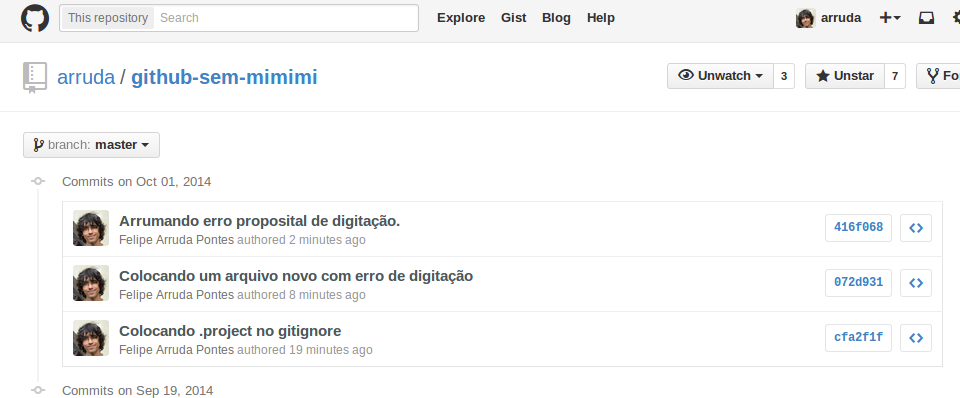 This repository Search Explore Gist Blog Help arruda
arruda / github-sem-mimimi Unwatch 3 Unstar 7
branch: master
Commits on Oct 01, 2014
Arrumando erro proposital de digitação.
Felipe Arruda Pontes authored 2 minutes ago
416f068
Colocando um arquivo novo com erro de digitação
Felipe Arruda Pontes authored 8 minutes ago
072d931
Colocando .project no gitignore
Felipe Arruda Pontes authored 19 minutes ago
cfa2f1f
Commits on Sep 19, 2014